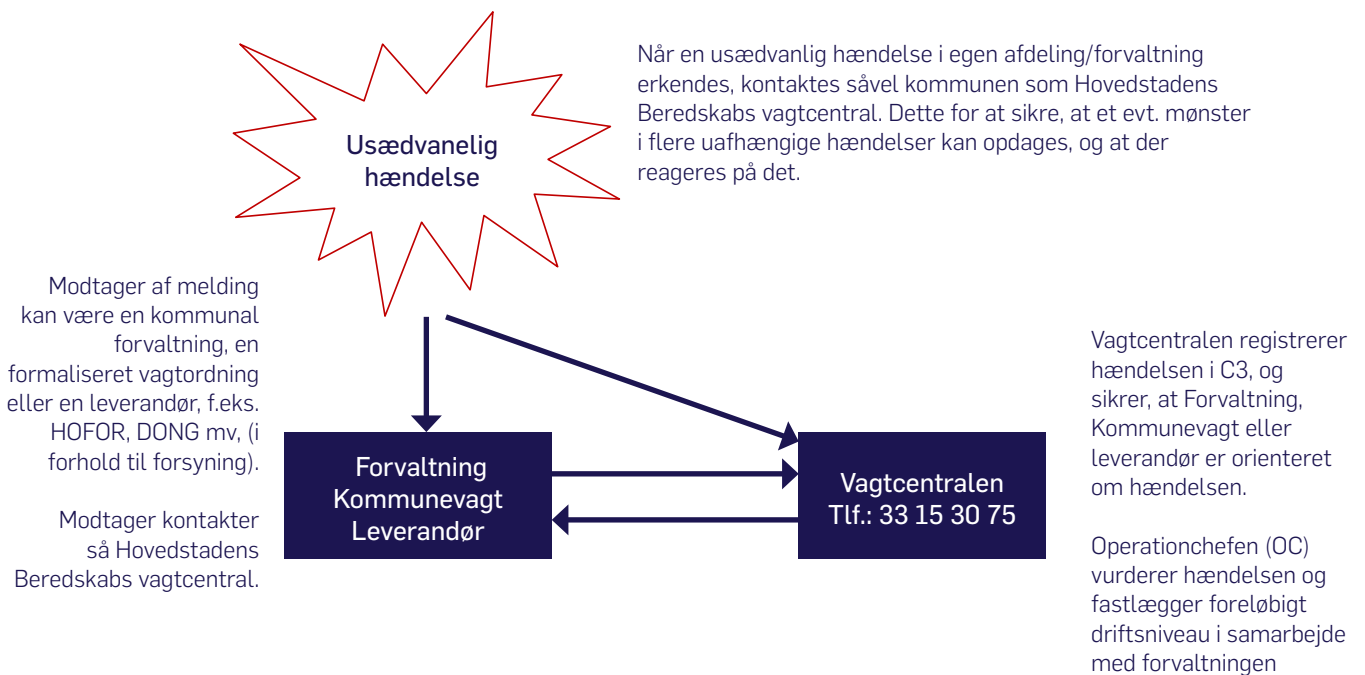 Når en usædvanlig hændelse i egen afdeling/forvaltning
erkendes, kontaktes såvel kommunen som Hovedstadens
Beredskabs vagtcentral. Dette for at sikre, at et evt. mønster
i flere uafhængige hændelser kan opdages, og at der
reageres på det.
Usædvanelig
hændelse
Modtager af melding
kan være en kommunal
forvaltning, en
formaliseret vagtordning
eller en leverandør, f.eks.
HOFOR, DONG mv, (i
forhold til forsyning).
Modtager kontakter
så Hovedstadens
Beredskabs vagtcentral.
Forvaltning
Kommunevagt
Leverandør
Vagtcentralen
Tlf.: 33 15 30 75
Vagtcentralen registrerer
hændelsen i C3, og
sikrer, at Forvaltning,
Kommunevagt eller
leverandør er orienteret
om hændelsen.
Operationchefen (OC)
vurderer hændelsen og
fastlægger foreløbigt
driftsniveau i samarbejde
med forvaltningen